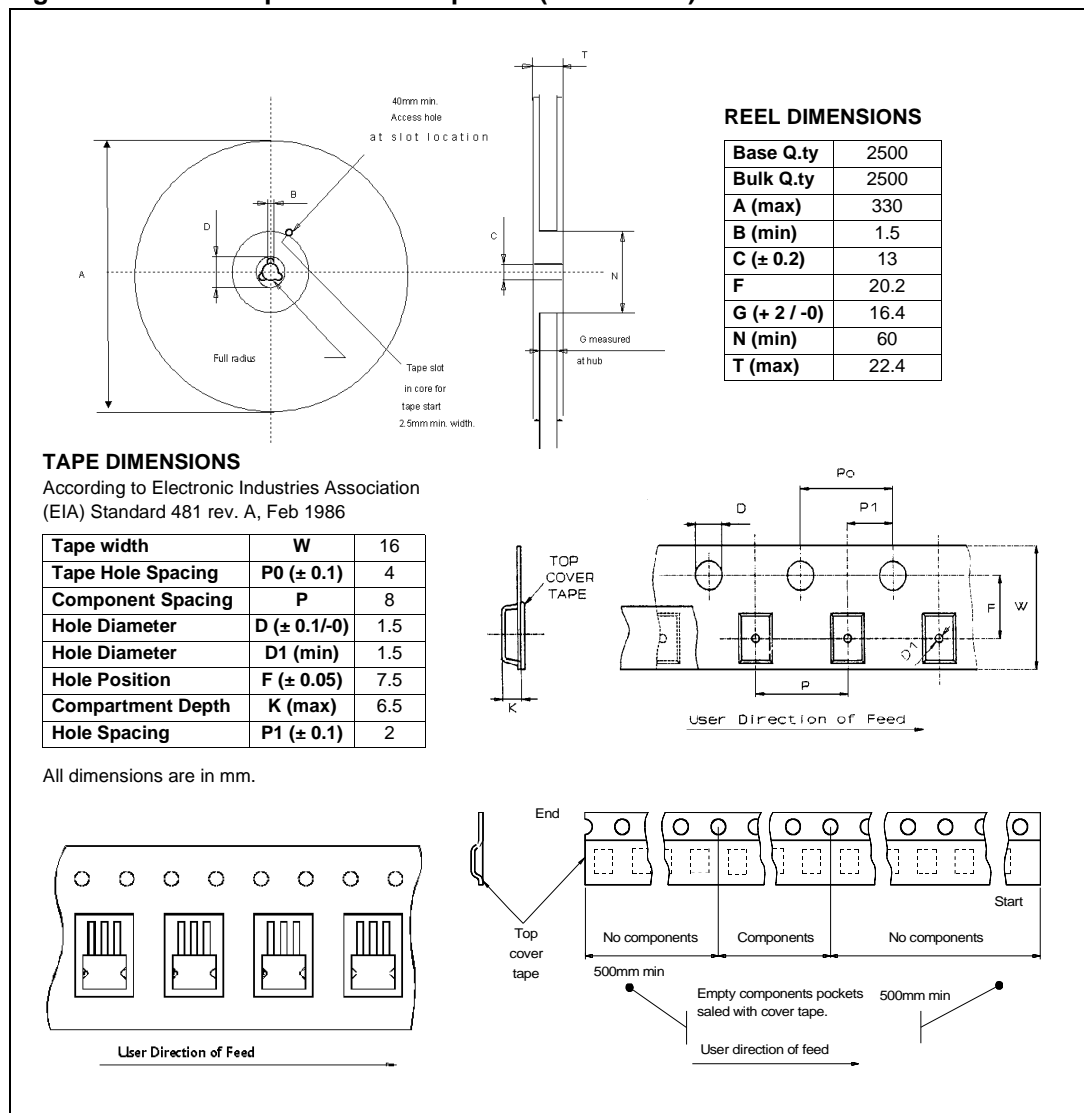 T
40mm min.
Access hole
at slot location
B
D
C
A
N
Full radius
Tape slot
in core for
tape start
2.5mm min. width.
G measured
at hub
REEL DIMENSIONS
Base Q.ty 2500
Bulk Q.ty 2500
A (max) 330
B (min) 1.5
C (± 0.2) 13
F 20.2
G (+ 2 / -0) 16.4
N (min) 60
T (max) 22.4
TAPE DIMENSIONS
According to Electronic Industries Association
(EIA) Standard 481 rev. A, Feb 1986
Tape width W 16
Tape Hole Spacing P0 (± 0.1) 4
Component Spacing P 8
Hole Diameter D (± 0.1/-0) 1.5
Hole Diameter D1 (min) 1.5
Hole Position F (± 0.05) 7.5
Compartment Depth K (max) 6.5
Hole Spacing P1 (± 0.1) 2
All dimensions are in mm.
Po
D
P1
TOP
COVER
TAPE
F
W
D1
P
K
User Direction of Feed
User Direction of Feed
End
Start
Top
cover
tape
No components
Components
No components
500mm min
Empty components pockets
saled with cover tape.
500mm min
User direction of feed